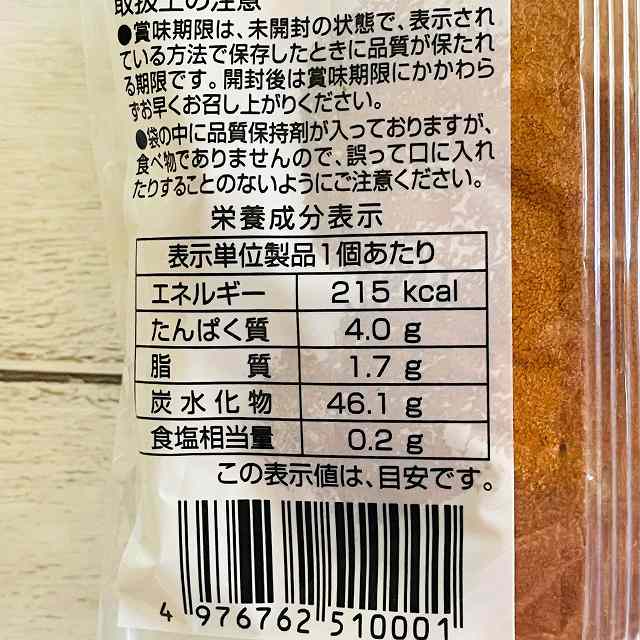 取扱上の注意
●賞味期限は、未開封の状態で、表示され
ている方法で保存したときに品質が保たれ
る期限です。開封後は賞味期限にかかわら
ずお早くお召し上がりください。
●袋の中に品質保持剤が入っておりますが、
食べ物でありませんので、誤って口に入れ
たりすることのないようにご注意ください。
栄養成分表示
表示単位製品1個あたり
エネルギー 215 kcal
たんぱく質 4.0 g
脂質 1.7 g
炭水化物 46.1 g
食塩相当量 0.2 g
この表示値は、目安です。
4 976762 510001